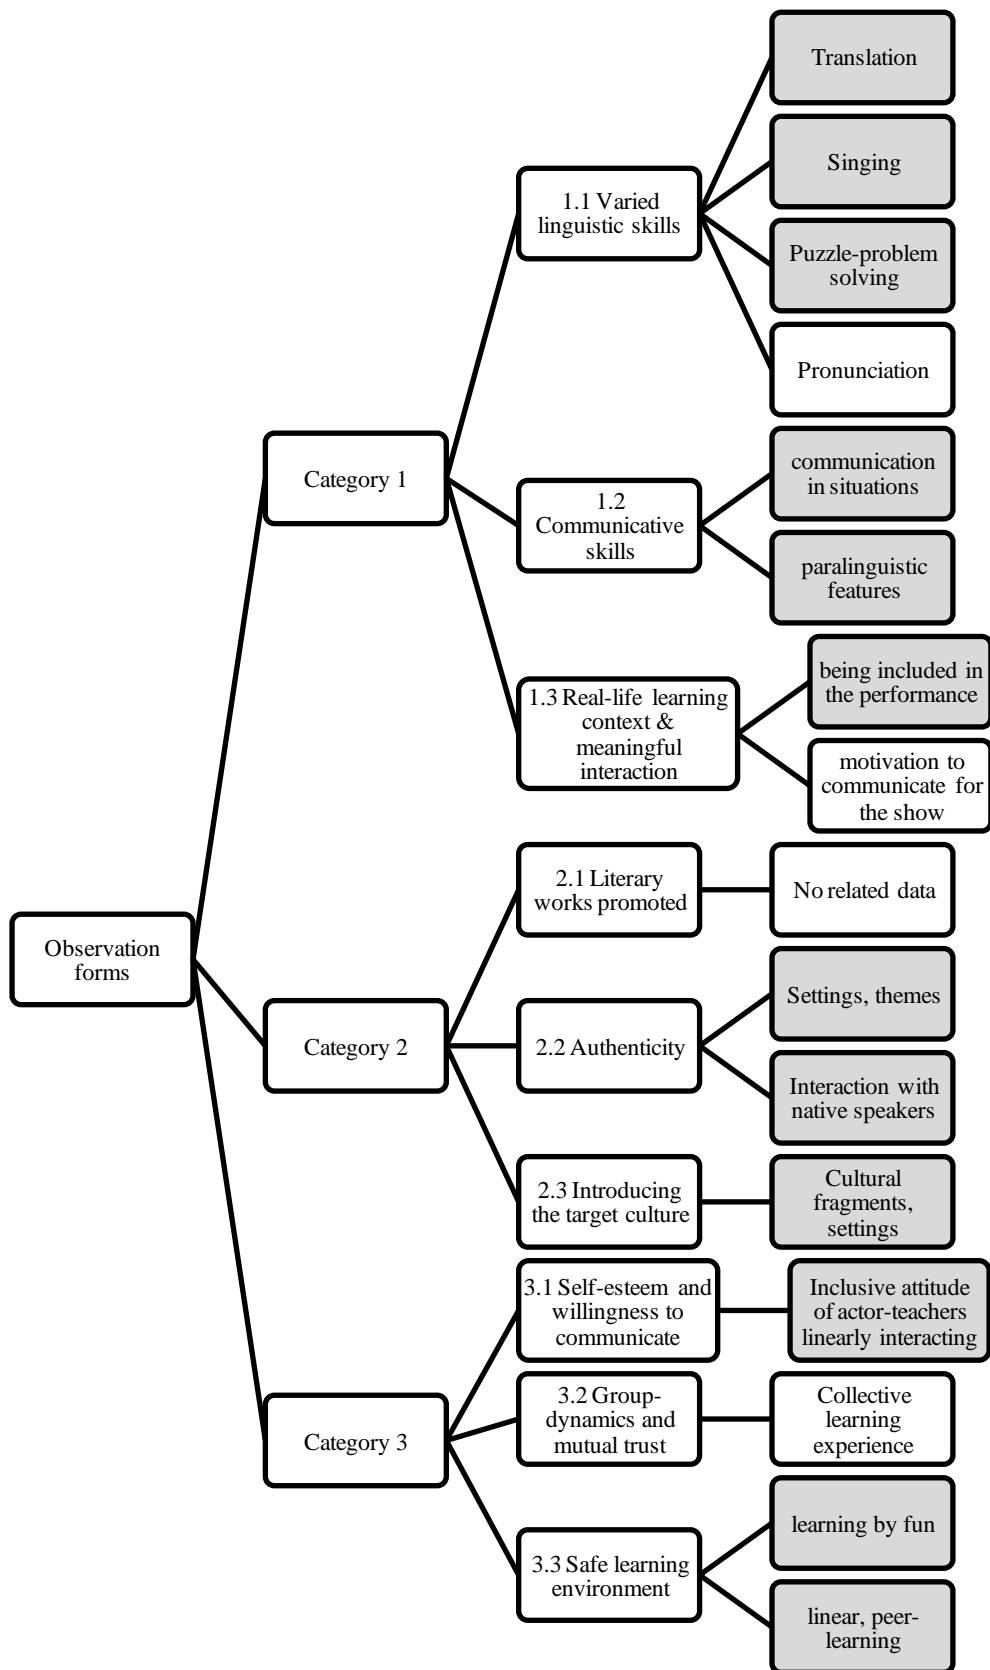 Translation
Singing
1.1 Varied
linguistic skills
Puzzle-problem
solving
Pronunciation
Category 1
communication
in situations
1.2
Communicative
skills
paralinguistic
features
being included in
the performance
1.3 Real-life learning
context &
meaningful
interaction
motivation to
communicate for
the show
Observation
forms
2.1 Literary
works promoted
No related data
Settings, themes
Category 2
2.2 Authenticity
Interaction with
native speakers
2.3 Introducing
the target culture
Cultural
fragments,
settings
3.1 Self-esteem and
willingness to
communicate
Inclusive attitude
of actor-teachers
linearly interacting
Category 3
3.2 Group-
dynamics and
mutual trust
Collective
learning
experience
learning by fun
3.3 Safe learning
environment
linear, peer-
learning